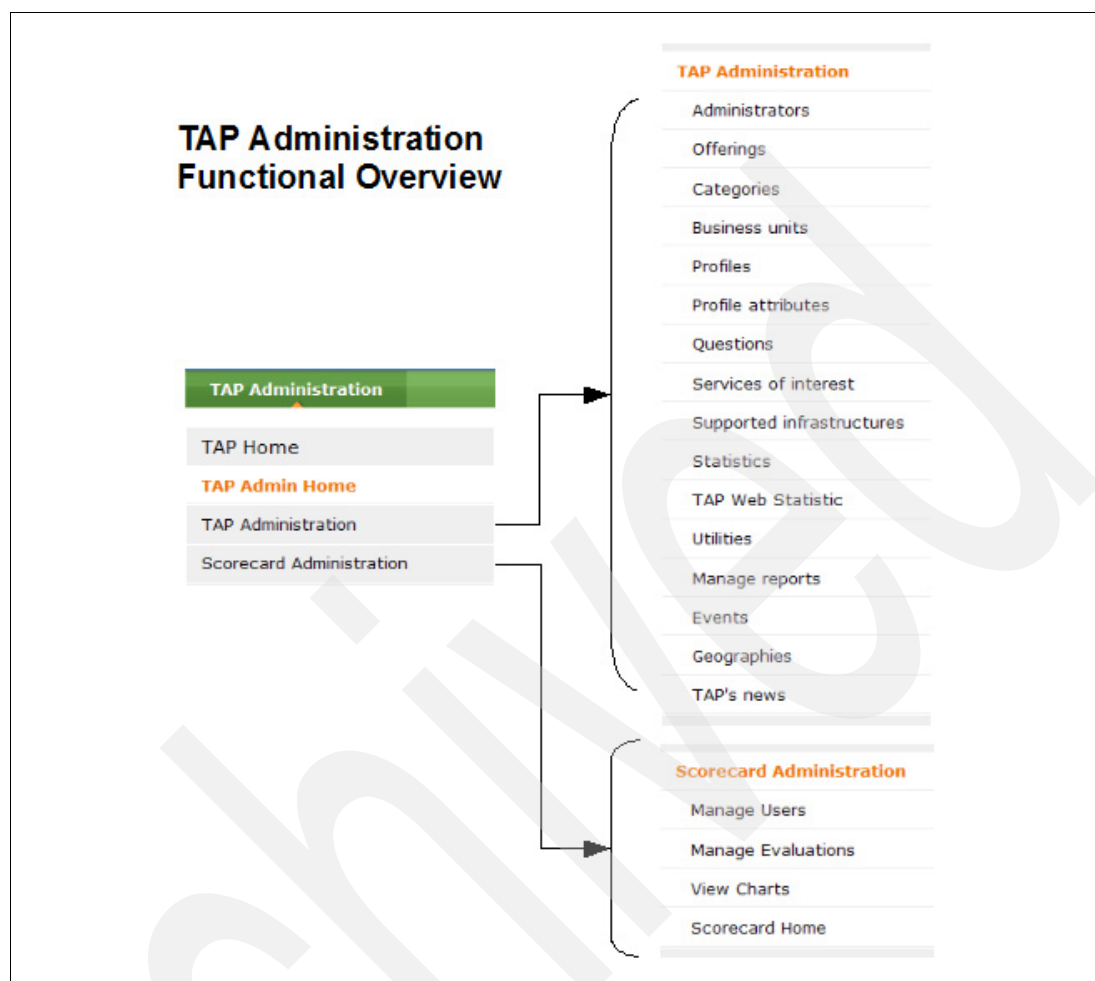 TAP Administration
Functional Overview
TAP Administration
TAP Home
TAP Admin Home
TAP Administration
Scorecard Administration
TAP Administration
Administrators
Offerings
Categories
Business units
Profiles
Profile attributes
Questions
Services of interest
Supported infrastructures
Statistics
TAP Web Statistic
Utilities
Manage reports
Events
Geographies
TAP's news
Scorecard Administration
Manage Users
Manage Evaluations
View Charts
Scorecard Home